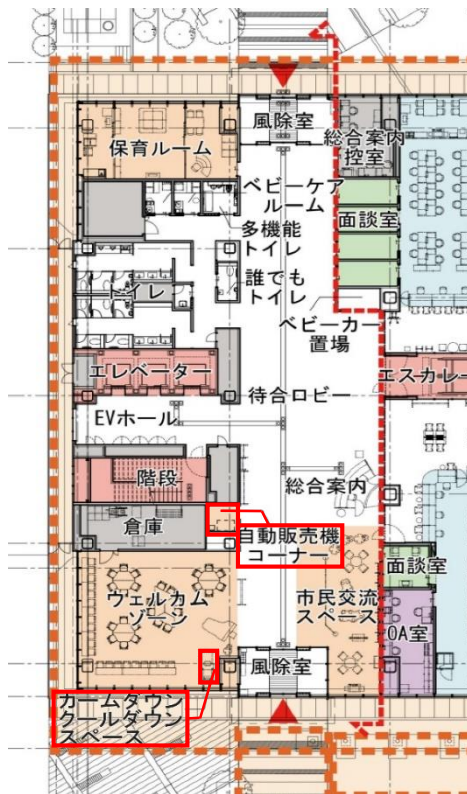 風除室
保育ルーム
総合案内
控室
ベビーケア
ルーム
面談室
多機能
トイレ
トイレ
誰でも
トイレ
ベビーカー
置場
エレベーター
エスカレー
待合ロビー
EVホール
階段
総合案内
倉庫
自動販売機
コーナー
面談室
ウェルカム
ゾーン
市民交流
スペース
OA室
風除室
カームダウン
クールダウン
スペース